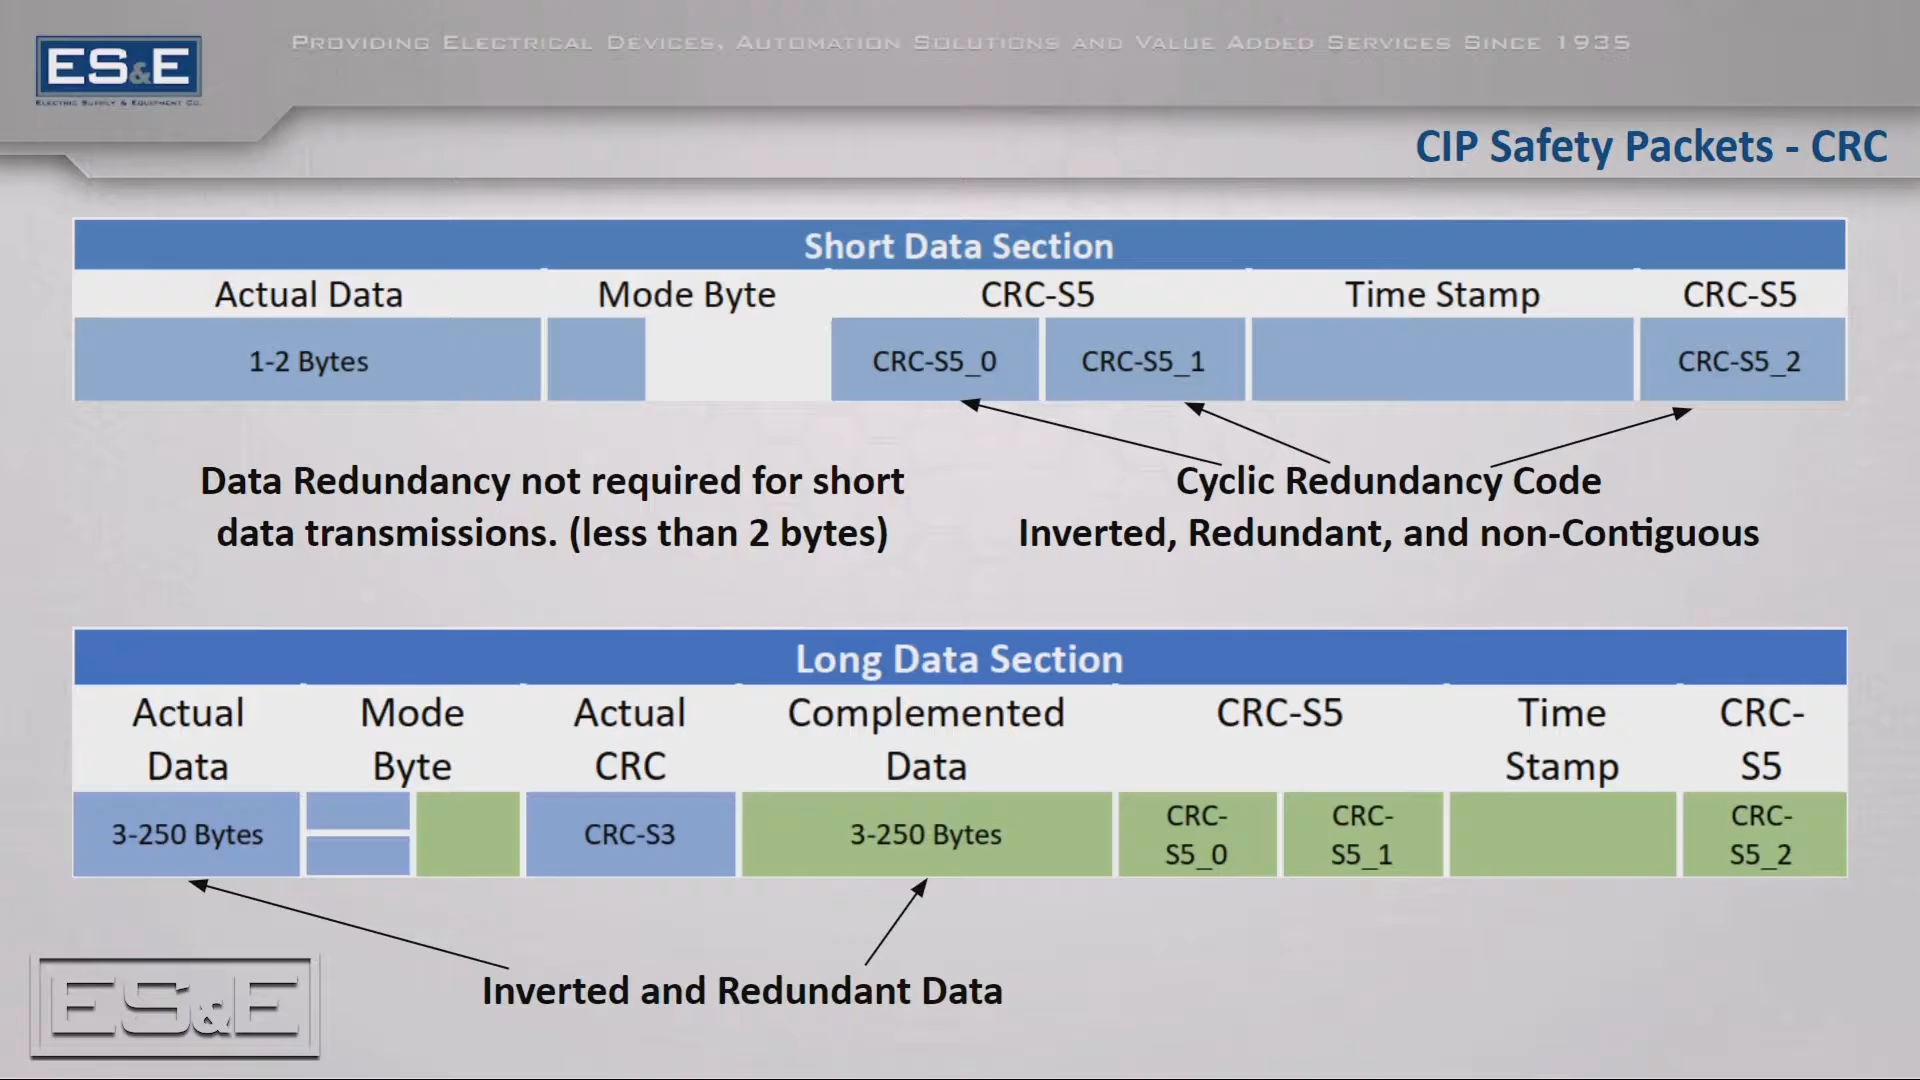 ES&E
ELECTRIC SUPPLY & EQUIPMENT CO.
PROVIDING ELECTRICAL DEVICES, AUTOMATION SOLUTIONS AND VALUE ADDED SERVICES SINCE 1935
CIP Safety Packets - CRC
Short Data Section
Actual Data Mode Byte CRC-S5 Time Stamp CRC-S5
1-2 Bytes CRC-S5_0 CRC-S5_1 CRC-S5_2
Data Redundancy not required for short
data transmissions. (less than 2 bytes)
Cyclic Redundancy Code
Inverted, Redundant, and non-Contiguous
Long Data Section
Actual Mode Actual Complemented CRC-S5 Time CRC-
Data Byte CRC Data Stamp S5
3-250 Bytes CRC-S3 3-250 Bytes
CRC- CRC- CRC-
S5_0 S5_1 S5_2
Inverted and Redundant Data
ES&E